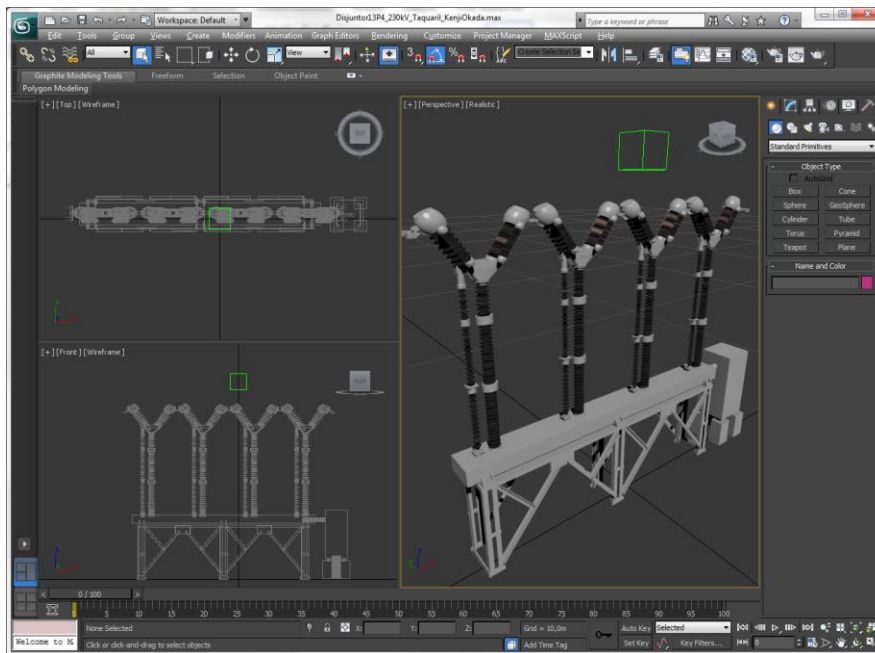 Workspace: Default
Disjuntor13P4_230kV_Taquaril_KenjiOkada.max
Type a keyword or phrase
Edit Tools Group Views Create Modifiers Animation Graph Editors Rendering Customize Project Manager MAXScript Help
All
View
Create Selection Se
Graphite Modeling Tools Freeform Selection Object Paint
Polygon Modeling
[+] [Top] [Wireframe]
[+] [Perspective] [Realistic]
[+] [Front] [Wireframe]
Standard Primitives
Object Type
AutoGrid
Box Cone
Sphere GeoSphere
Cylinder Tube
Torus Pyramid
Teapot Plane
Name and Color
0 / 100
5 10 15 20 25 30 35 40 45 50 55 60 65 70 75 80 85 90 95 100
None Selected X: Y: Z: Grid = 10,0m Auto Key Selected
Welcome to M Click or click-and-drag to select objects Add Time Tag Set Key Key Filters... 0